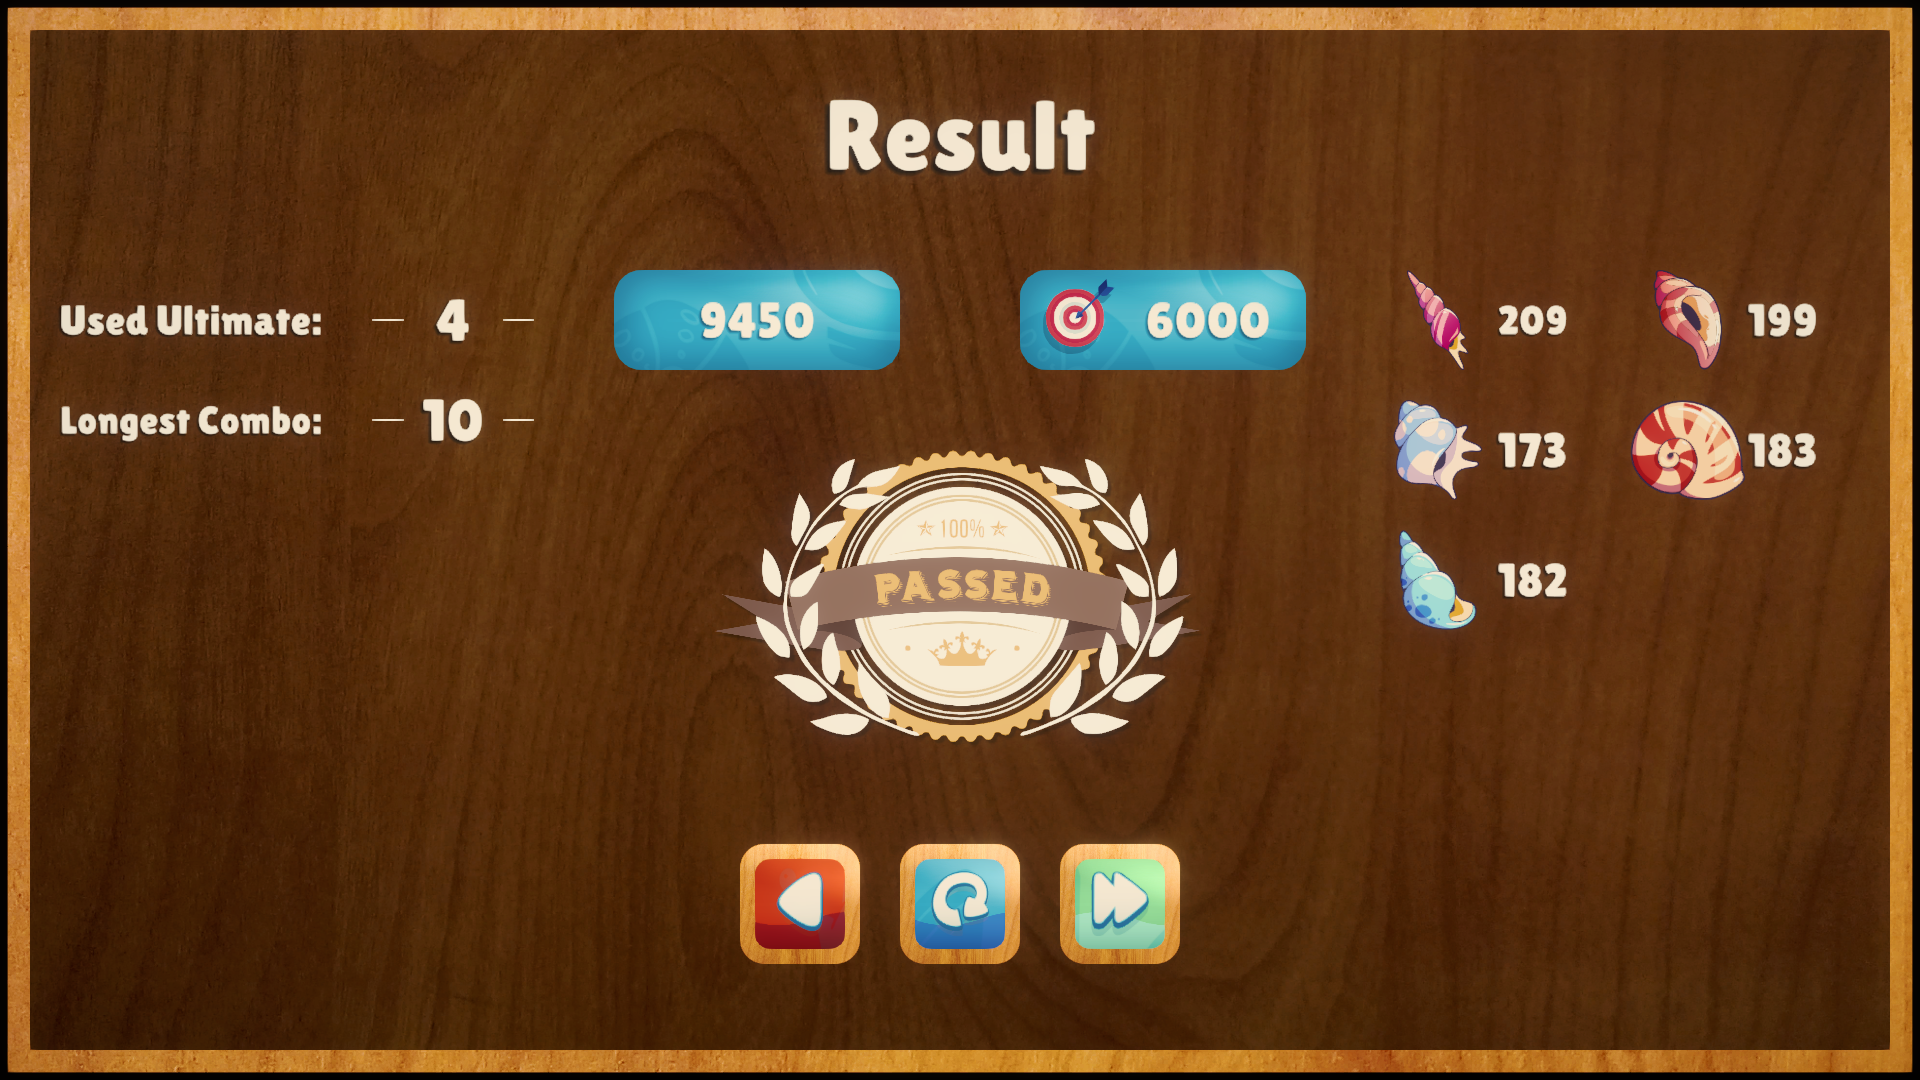 Result
Used Ultimate: 4
Longest Combo: 10
9450
6000
209
199
173
183
182
100%
PASSED